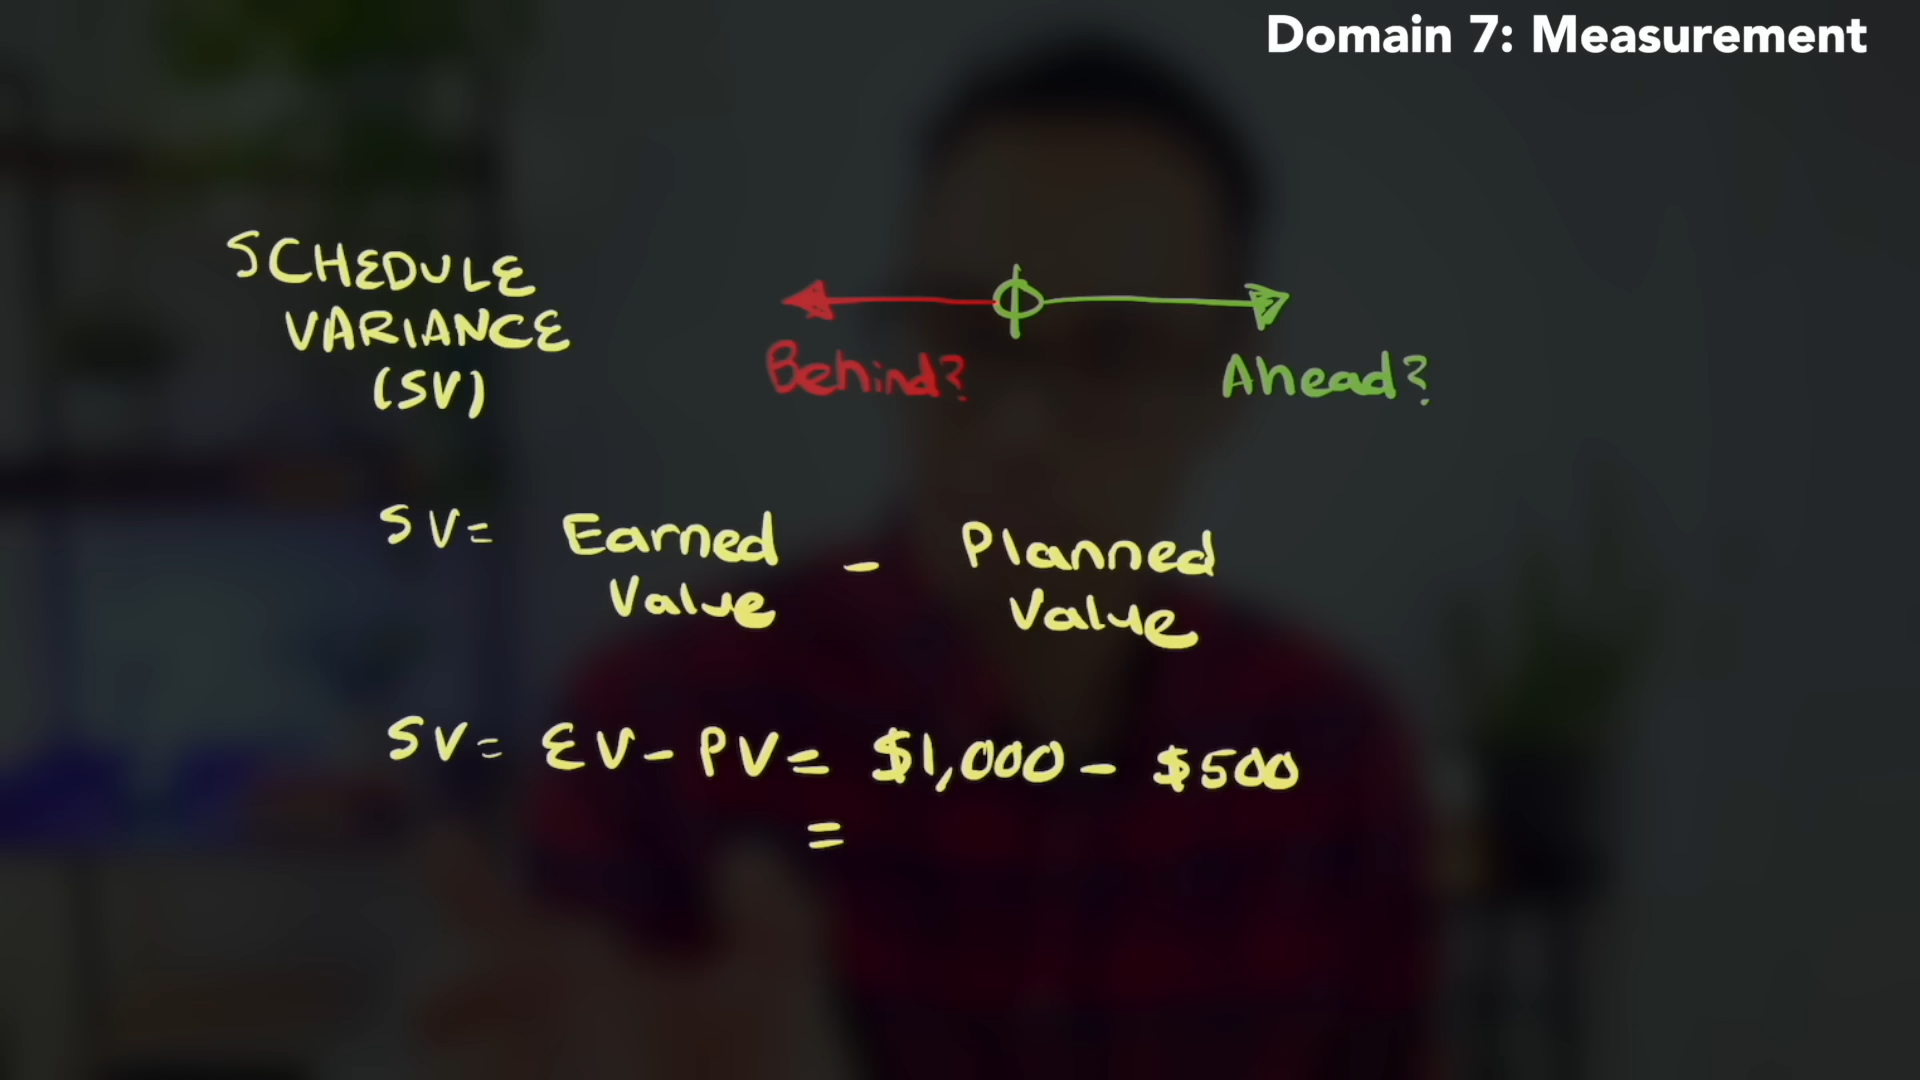 Domain 7: Measurement
SCHEDULE
VARIANCE
(SV)
Behind?
Ahead?
SV= Earned Value - Planned Value
SV= EV- PV= $1,000 - $500
=